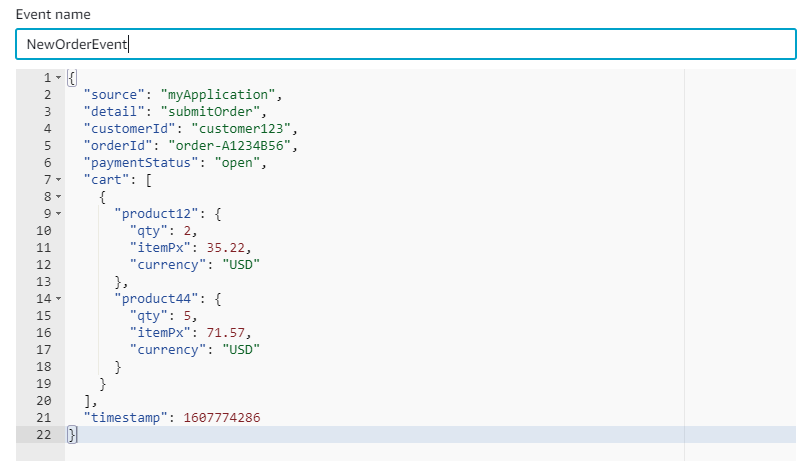 Event name
NewOrderEvent
1 {
2 "source": "myApplication",
3 "detail": "submitOrder",
4 "customerId": "customer123",
5 "orderId": "order-A1234B56",
6 "paymentStatus": "open",
7 "cart": [
8 {
9 "product12": {
10 "qty": 2,
11 "itemPx": 35.22,
12 "currency": "USD"
13 },
14 "product44": {
15 "qty": 5,
16 "itemPx": 71.57,
17 "currency": "USD"
18 }
19 }
20 ],
21 "timestamp": 1607774286
22 }